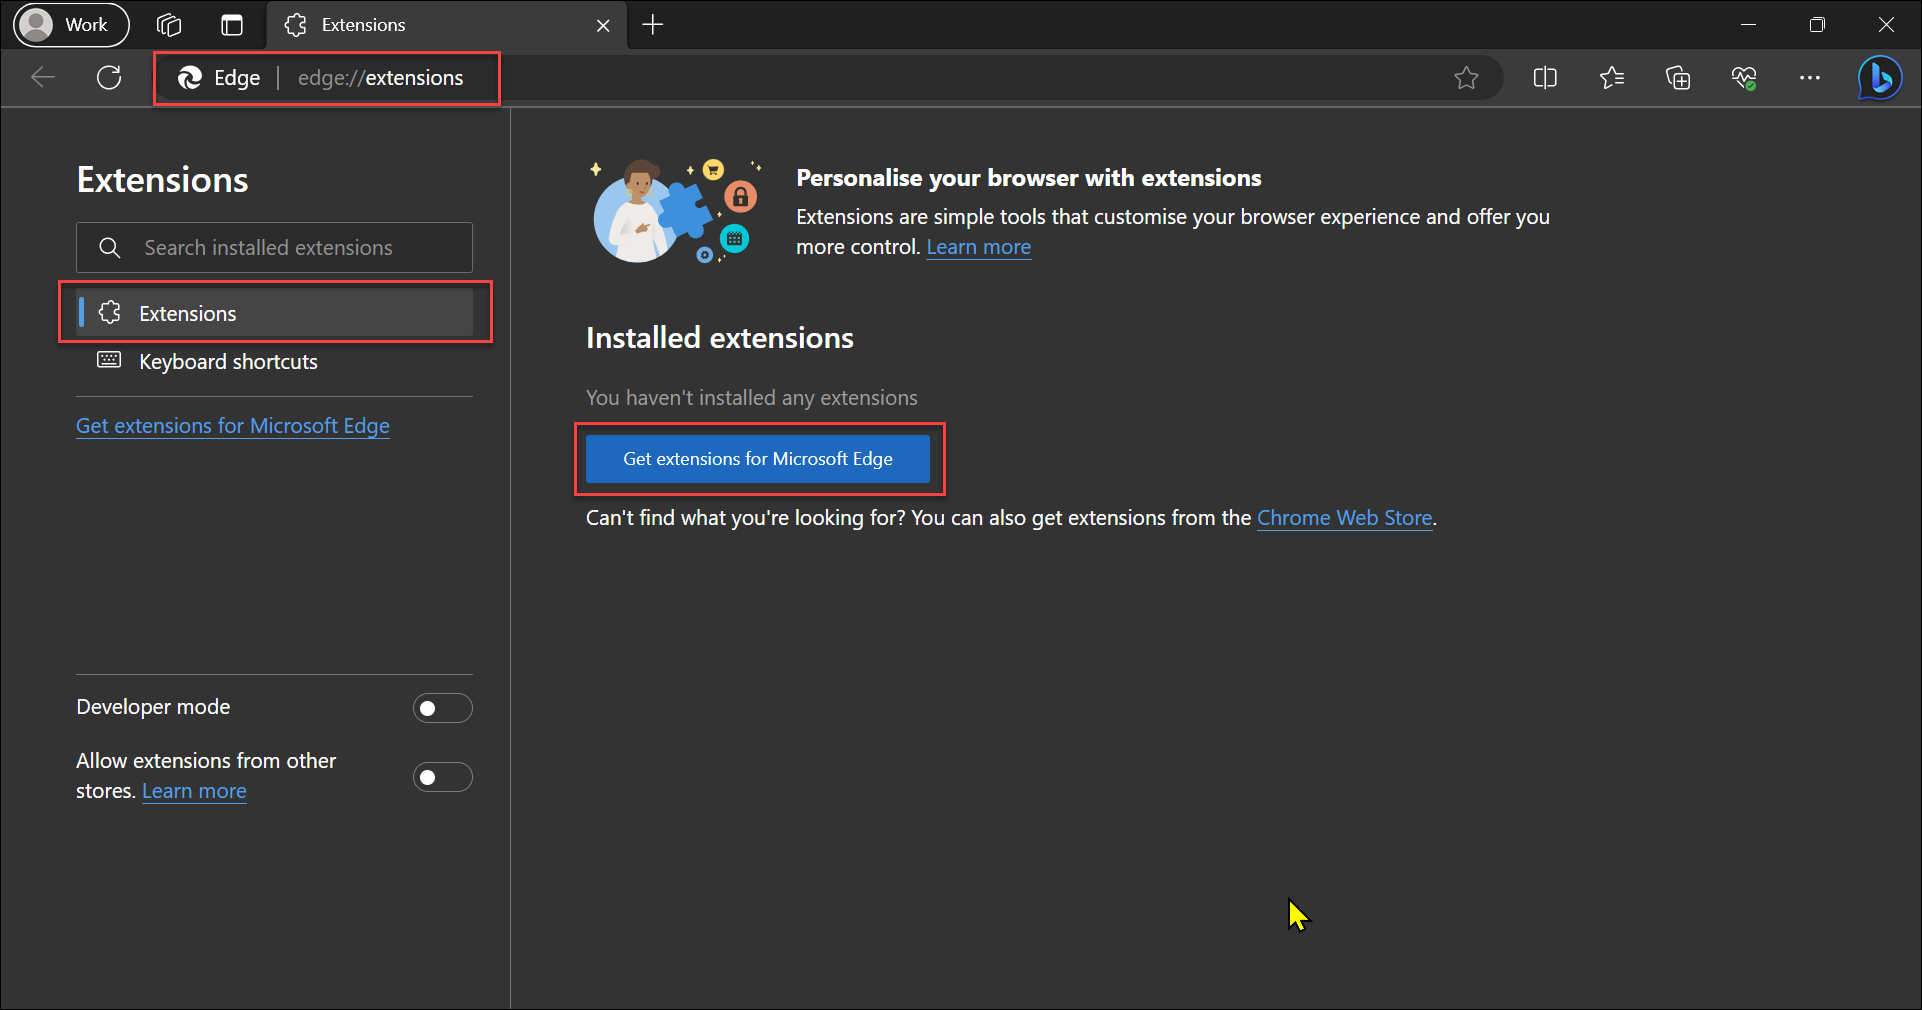 Work
Extensions
Edge | edge://extensions
Extensions
Search installed extensions
Extensions
Keyboard shortcuts
Get extensions for Microsoft Edge
Developer mode
Allow extensions from other
stores. Learn more
Personalise your browser with extensions
Extensions are simple tools that customise your browser experience and offer you
more control. Learn more
Installed extensions
You haven't installed any extensions
Get extensions for Microsoft Edge
Can't find what you're looking for? You can also get extensions from the Chrome Web Store.